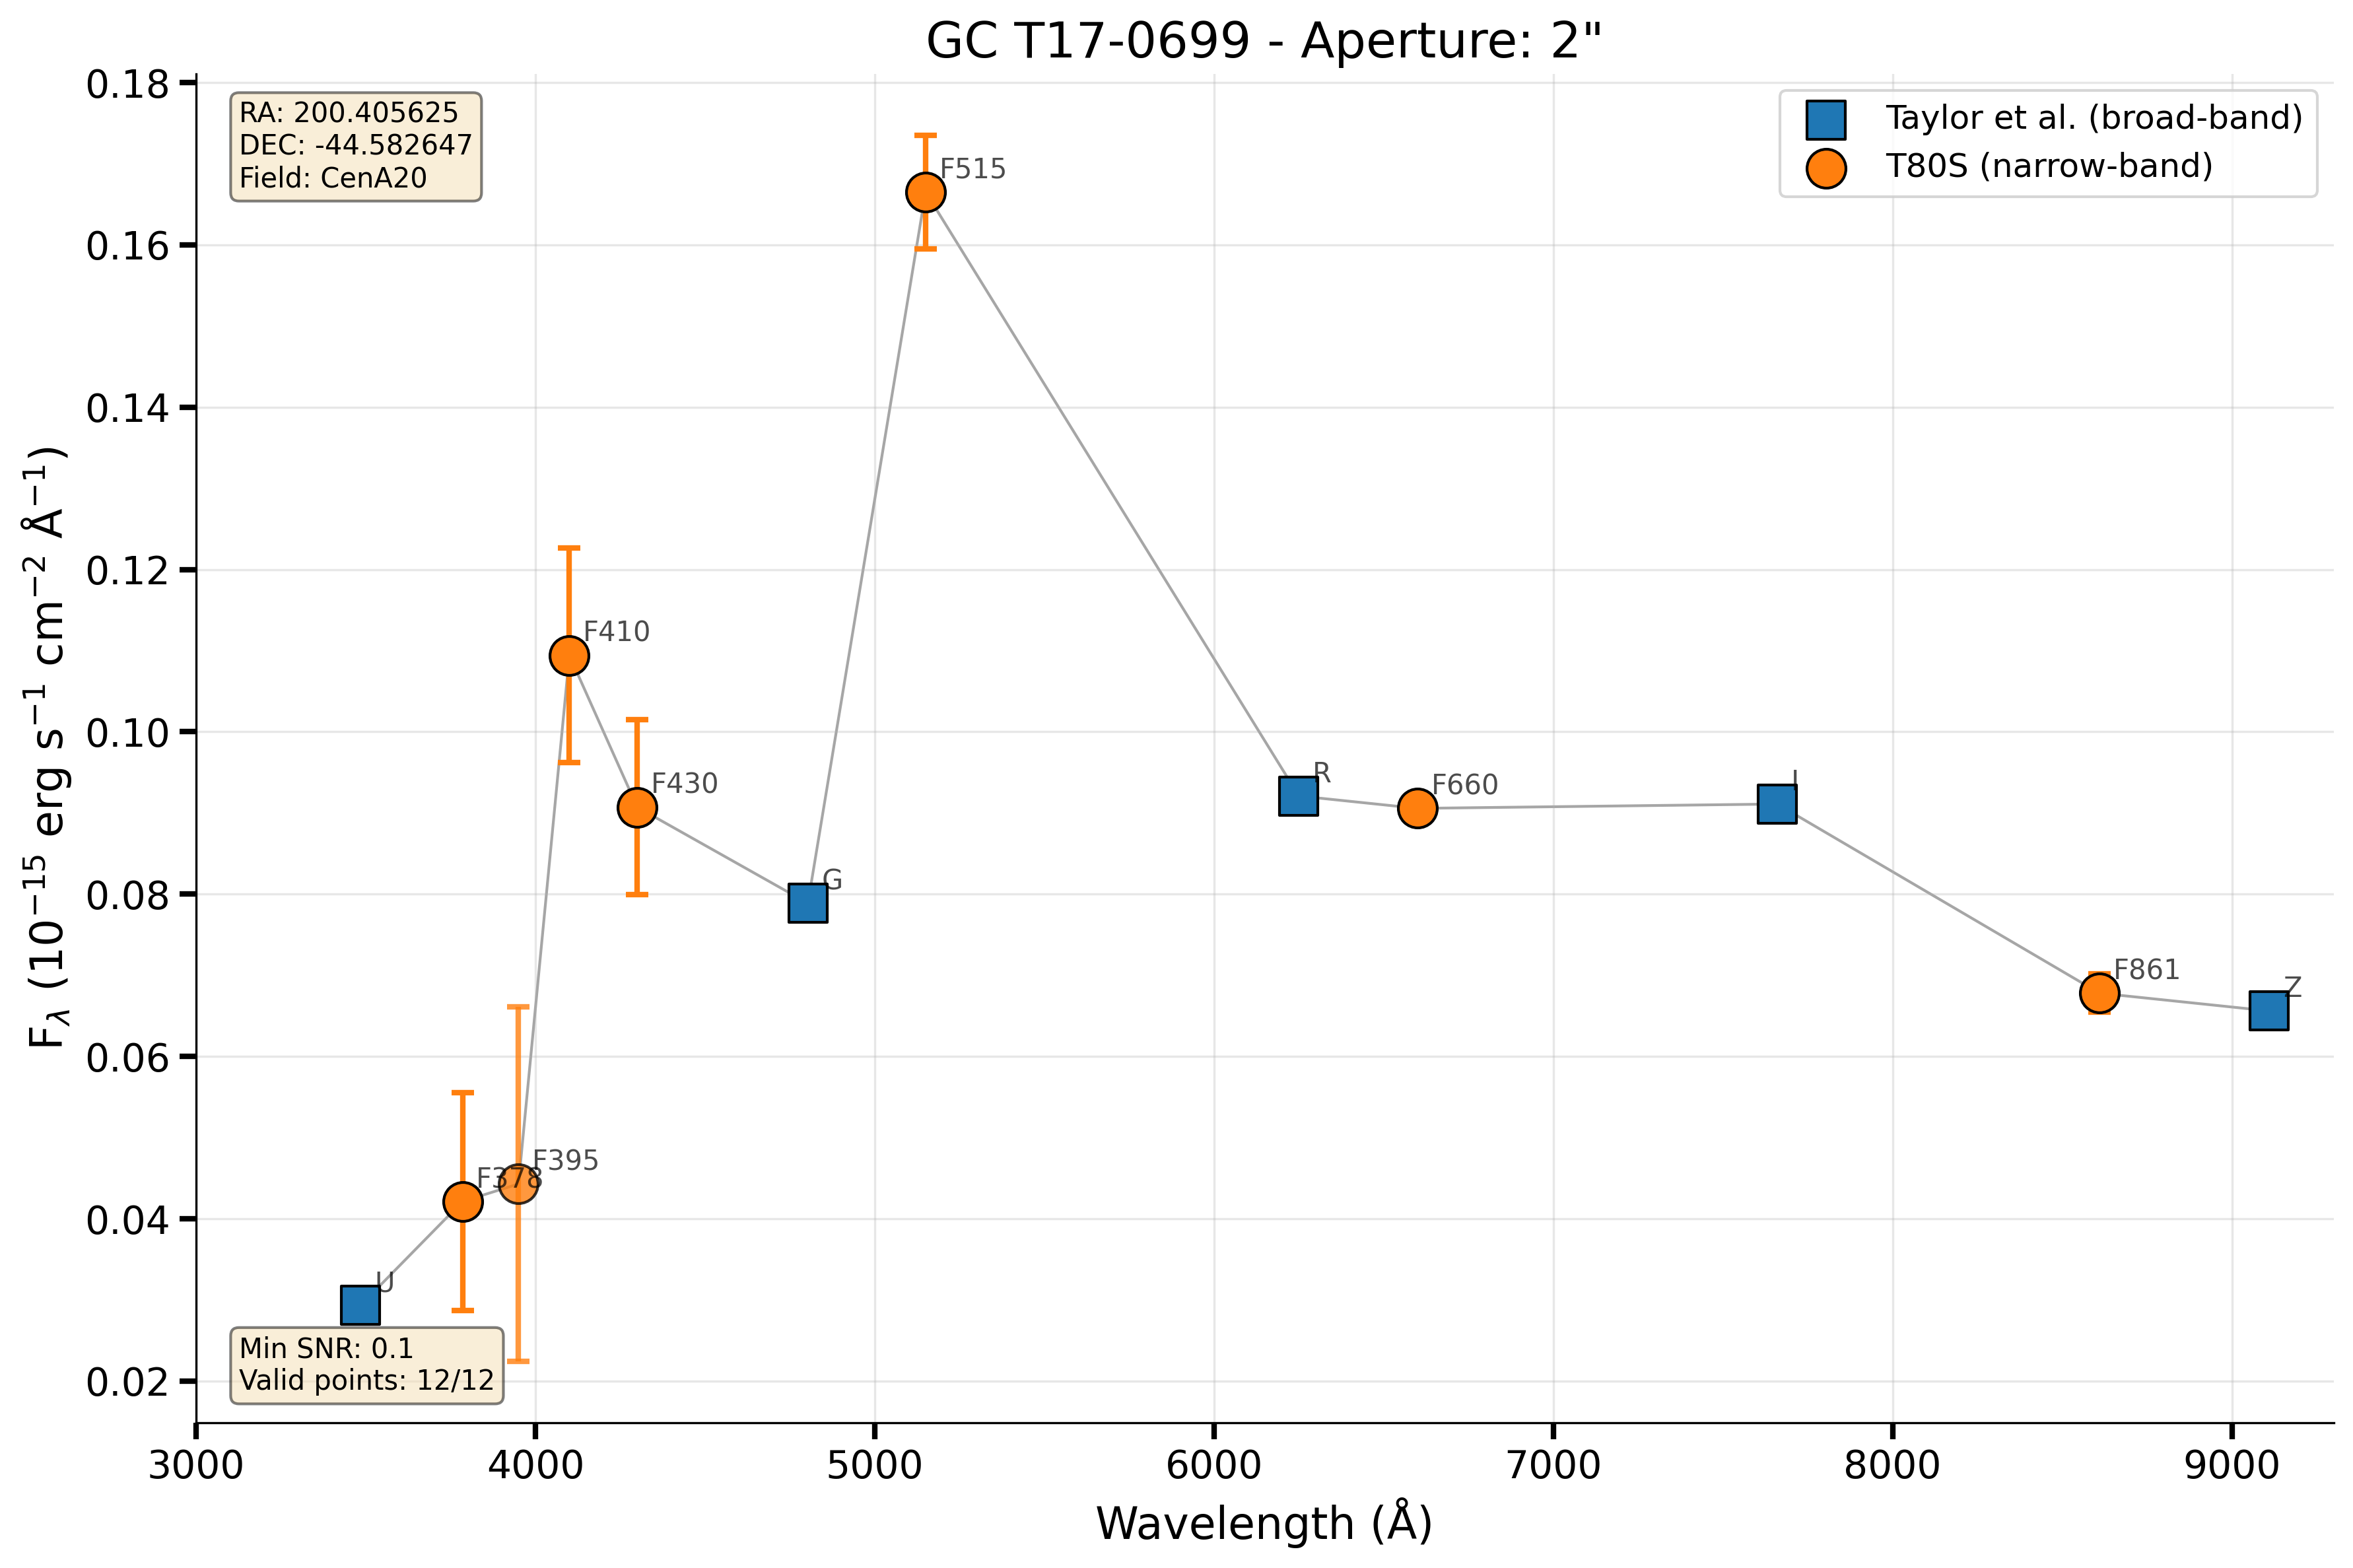 GC T17-0699 - Aperture: 2"
RA: 200.405625
DEC: -44.582647
Field: CenA20
Taylor et al. (broad-band)
T80S (narrow-band)
F515
F410
F430
G
R
F660
I
F861
Z
F395
F378
U
Min SNR: 0.1
Valid points: 12/12
0.18
0.16
0.14
0.12
0.10
0.08
0.06
0.04
0.02
3000 4000 5000 6000 7000 8000 9000
Wavelength (Å)
F_λ (10⁻¹⁵ erg s⁻¹ cm⁻² Å⁻¹)